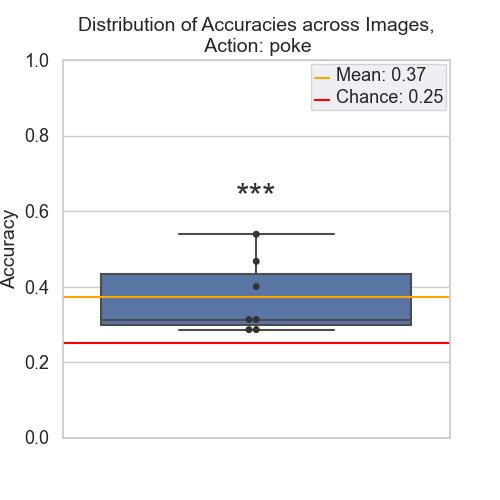 Distribution of Accuracies across Images,
Action: poke
Mean: 0.37
Chance: 0.25
***
Accuracy
1.0
0.8
0.6
0.4
0.2
0.0